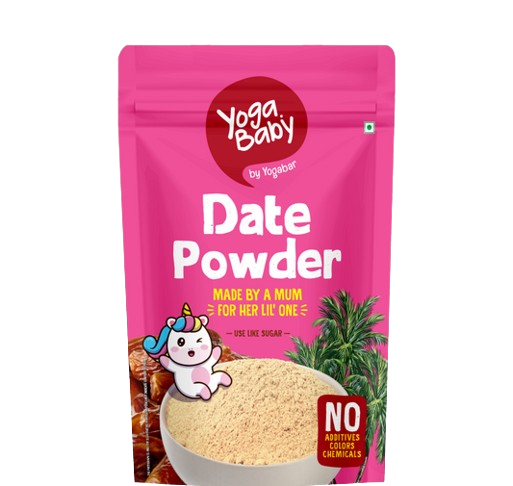 Yoga
Baby
by Yogabar
Date
Powder
MADE BY A MUM
FOR HER LIL' ONE
USE LIKE SUGAR
NO
ADDITIVES
COLORS
CHEMICALS